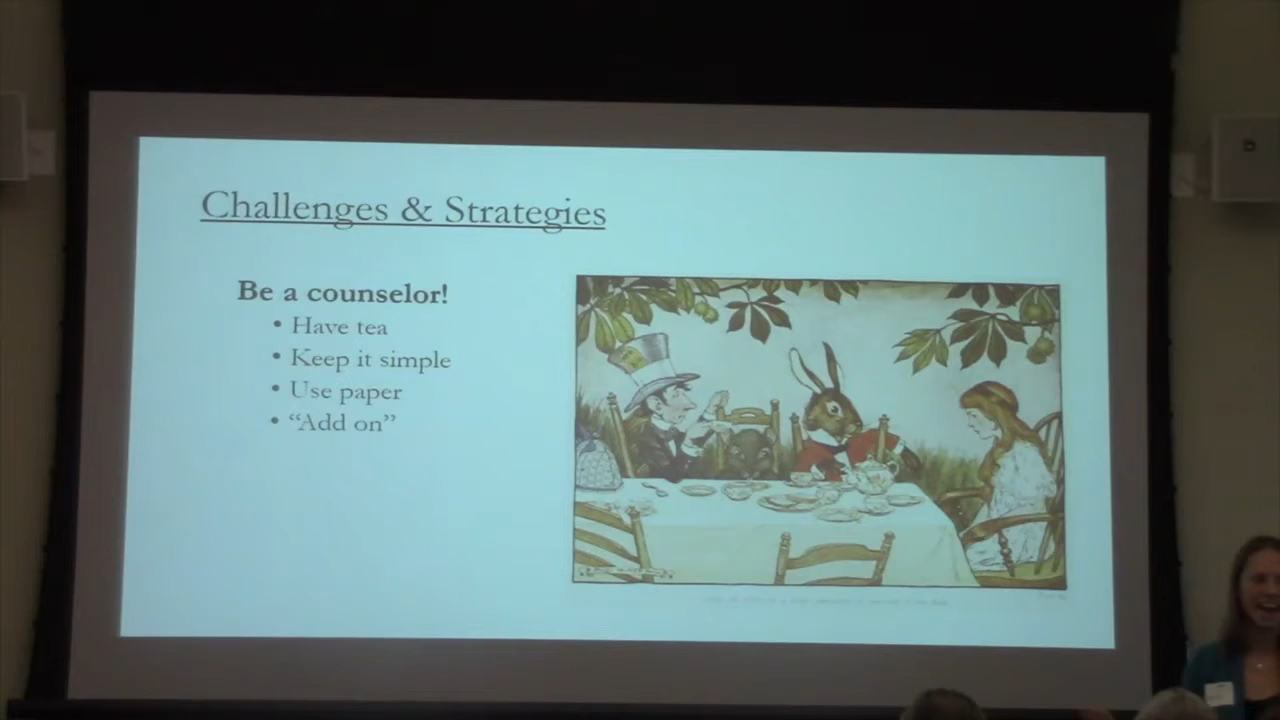 Challenges & Strategies
Be a counselor!
• Have tea
• Keep it simple
• Use paper
• “Add on”